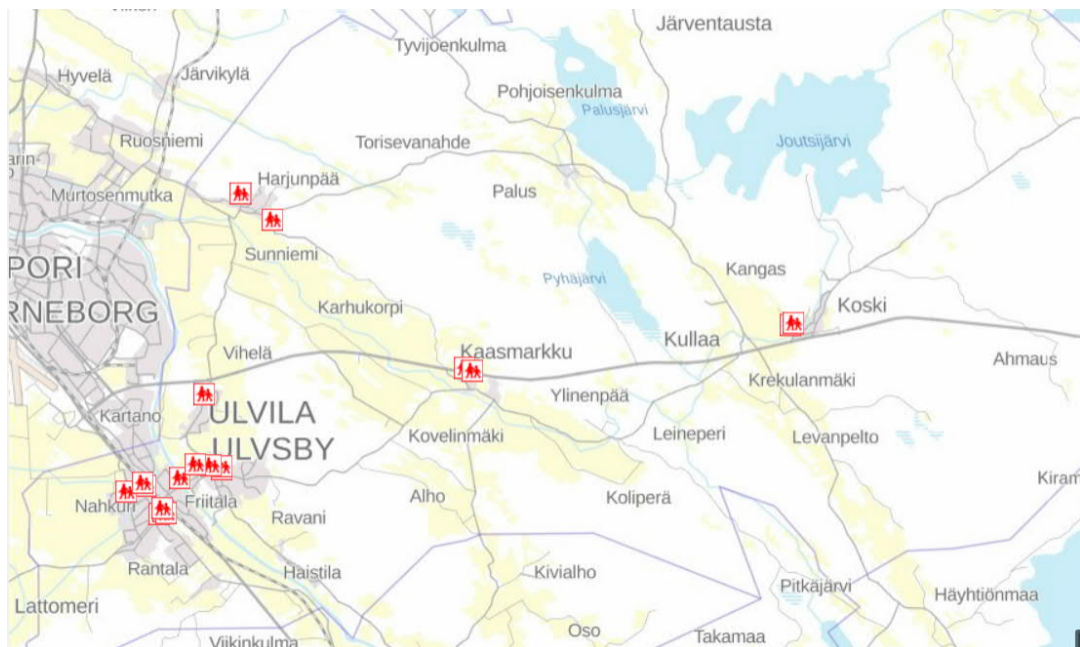 Järventausta
Tyvijoenkulma
Hyvelä
Järvikylä
Pohjoisenkulma
Palusjärvi
Ruosniemi
Torisevanahde
Joutsijärvi
Harjunpää
Murtosenmutka
Palus
Sunniemi
PORI
Kangas
Pyhäjärvi
RNEBORG
Karhukorpi
Koski
Kullaa
Vihelä
Kaasmarkku
Ahmaus
Krekulanmäki
Ylinenpää
Kartano
ULVILA
ULVSBY
Kovelinmäki
Leineperi
Levanpelto
Kiram
Nahkuri
Friitala
Alho
Koliperä
Ravani
Rantala
Haistila
Kivialho
Pitkäjärvi
Häyhtiönmaa
Lattomeri
Oso
Takamaa
Viikinkulma